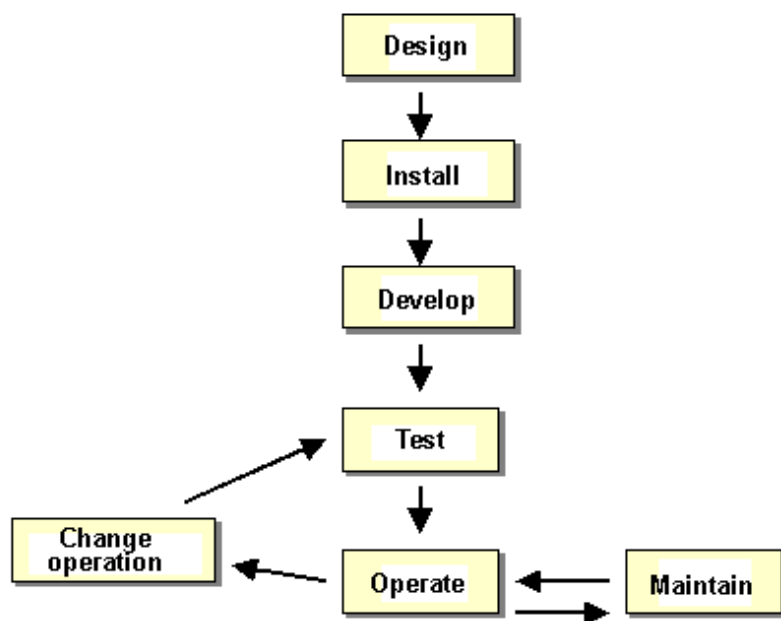 Design
Install
Develop
Test
Change
operation
Operate
Maintain